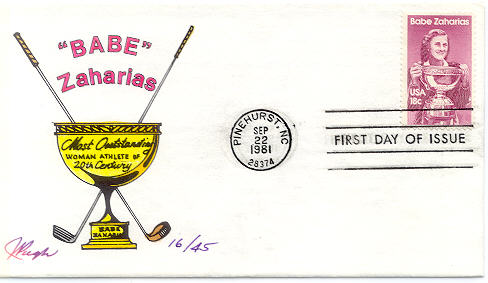 "BABE"
Zaharias
Most Outstanding
WOMAN ATHLETE OF
20th Century
BABE
ZAHARIAS
16/45
Babe Zaharias
USA
18c
PINEHURST, NC
SEP
22
1981
28374
FIRST DAY OF ISSUE